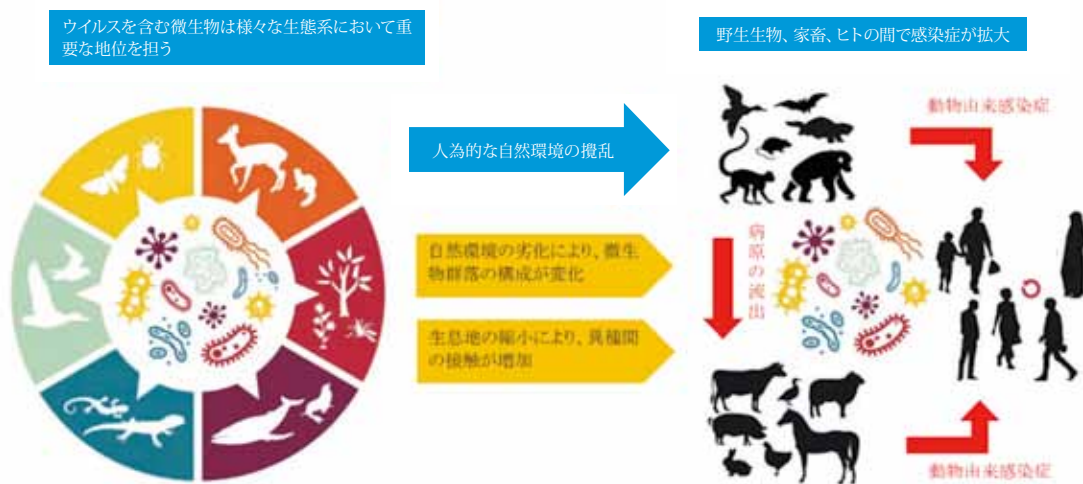 ウイルスを含む微生物は様々な生態系において重
要な地位を担う
野生生物、家畜、ヒトの間で感染症が拡大
人為的な自然環境の攪乱
自然環境の劣化により、微生
物群落の構成が変化
生息地の縮小により、異種間
の接触が増加
動物由来感染症
病原の流出
動物由来感染症